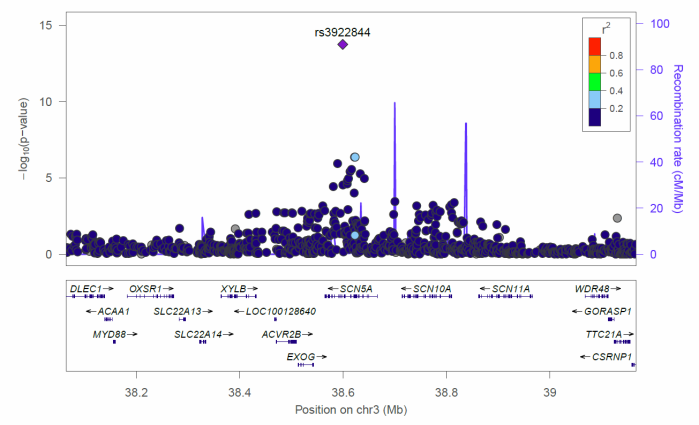 rs3922844
15
10
5
0
−log10(p−value)
100
80
60
40
20
0
Recombination rate (cM/Mb)
r2
0.8
0.6
0.4
0.2
DLEC1→ OXSR1→ XYLB→ ←SCN5A ←SCN10A ←SCN11A WDR48→
←ACAA1 SLC22A13→ ←LOC100128640 ←GORASP1
MYD88→ SLC22A14→ ACVR2B→ TTC21A→
EXOG→ ←CSRNP1
38.2 38.4 38.6 38.8 39
Position on chr3 (Mb)